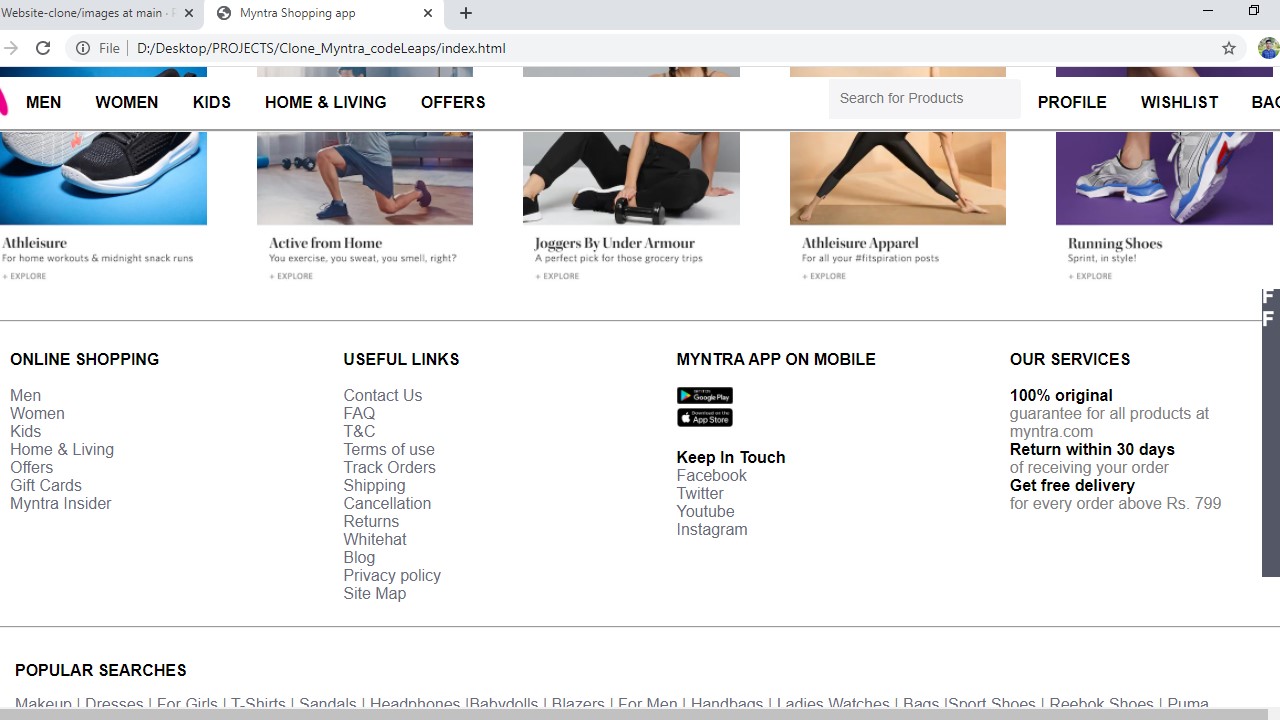 Website-clone/images at main
Myntra Shopping app
File
D:/Desktop/PROJECTS/Clone_Myntra_codeLeaps/index.html
MEN WOMEN KIDS HOME & LIVING OFFERS
Search for Products
PROFILE WISHLIST
Athleisure
For home workouts & midnight snack runs
+ EXPLORE
Active from Home
You exercise, you sweat, you smell, right?
+ EXPLORE
Joggers By Under Armour
A perfect pick for those grocery trips
+ EXPLORE
Athleisure Apparel
For all your #fitspiration posts
+ EXPLORE
Running Shoes
Sprint, in style!
+ EXPLORE
F
F
ONLINE SHOPPING
Men
Women
Kids
Home & Living
Offers
Gift Cards
Myntra Insider
USEFUL LINKS
Contact Us
FAQ
T&C
Terms of use
Track Orders
Shipping
Cancellation
Returns
Whitehat
Blog
Privacy policy
Site Map
MYNTRA APP ON MOBILE
Google Play
Download on the
App Store
Keep In Touch
Facebook
Twitter
Youtube
Instagram
OUR SERVICES
100% original
guarantee for all products at
myntra.com
Return within 30 days
of receiving your order
Get free delivery
for every order above Rs. 799
POPULAR SEARCHES
Makeup | Dresses | For Girls | T-Shirts | Sandals | Headphones |Babydolls | Blazers | For Men | Handbags | Ladies Watches | Bags |Sport Shoes | Reebok Shoes | Puma